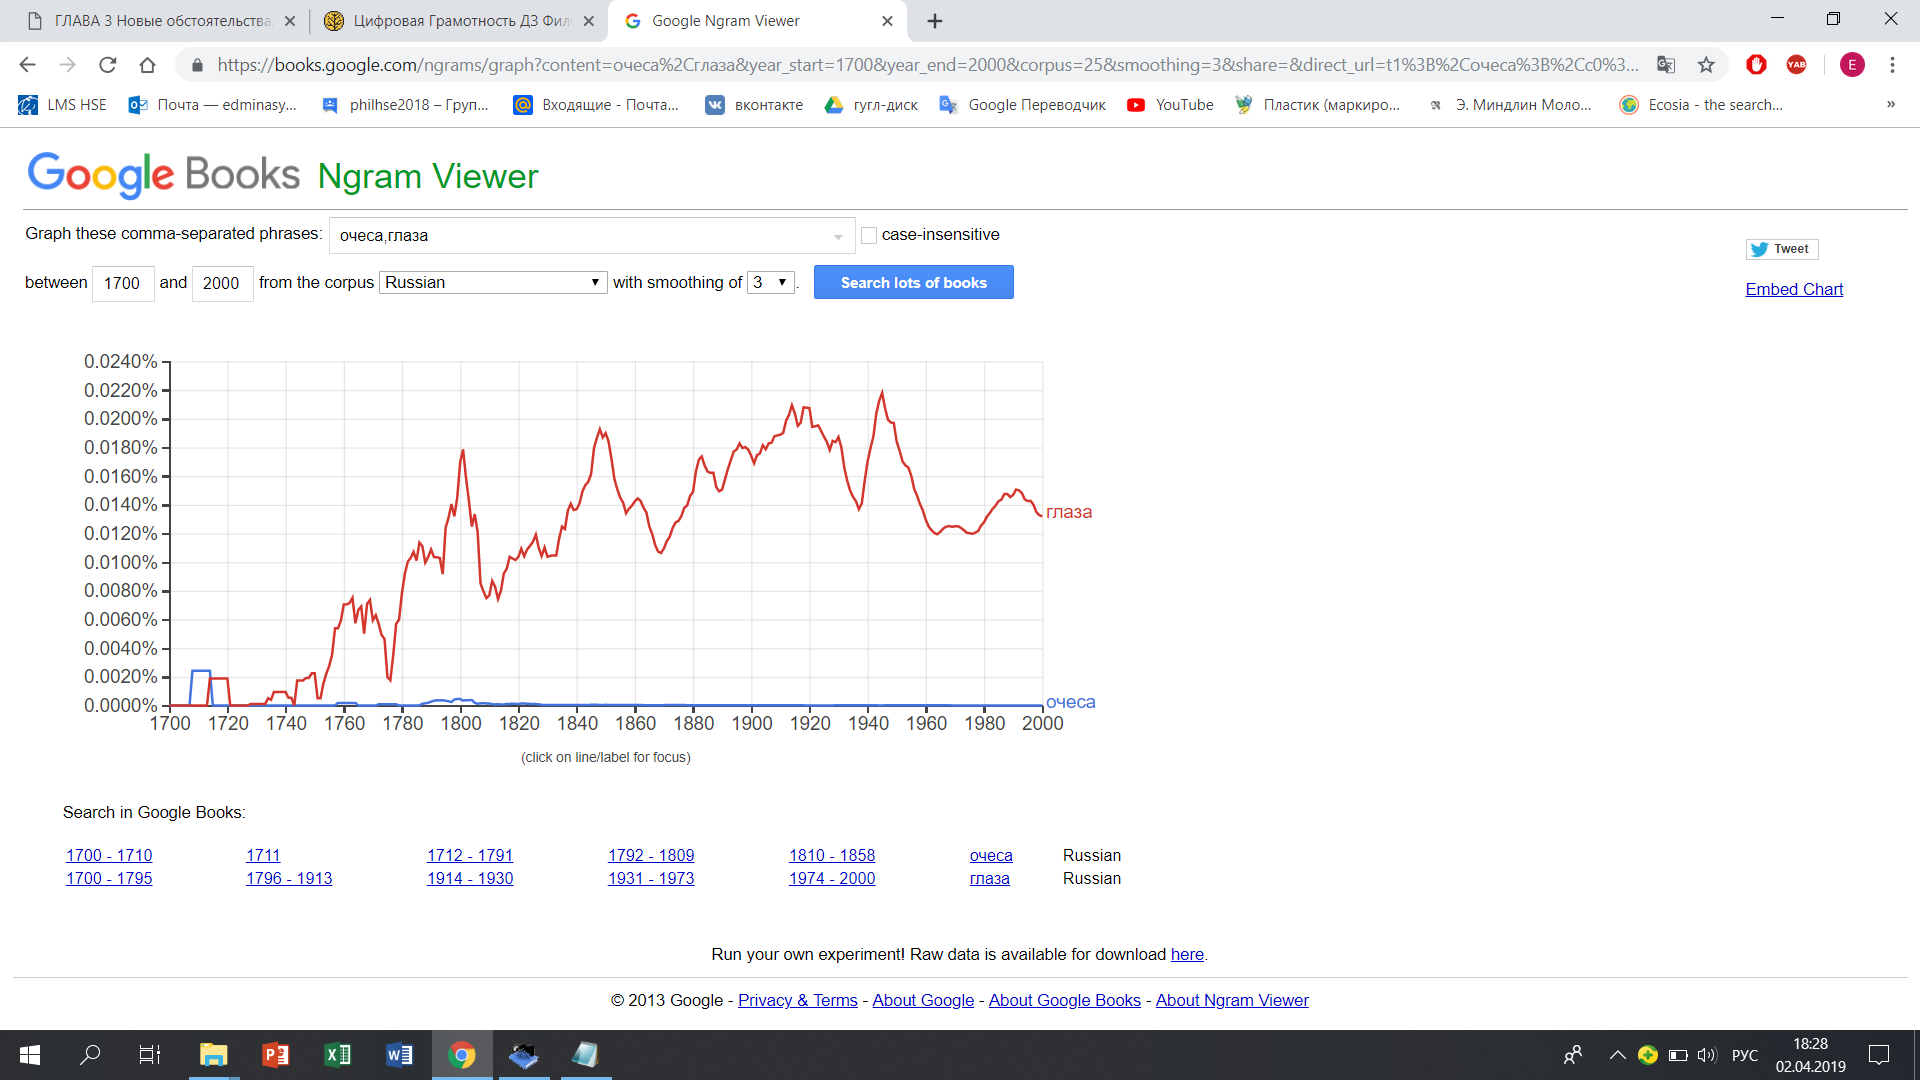 ГЛАВА 3 Новые обстоятельства
Цифровая Грамотность ДЗ Фил
Google Ngram Viewer
https://books.google.com/ngrams/graph?content=очеса%2Cглаза&year_start=1700&year_end=2000&corpus=25&smoothing=3&share=&direct_url=t1%3B%2Cочеса%3B%2Cc0%3...
LMS HSE
Почта — edminasy...
philhse2018 – Груп...
Входящие - Почта...
вконтакте
гугл-диск
Google Переводчик
YouTube
Пластик (маркиро...
Э. Миндлин Моло...
Ecosia - the search...
»
Google Books Ngram Viewer
Graph these comma-separated phrases: очеса,глаза case-insensitive
Tweet
between 1700 and 2000 from the corpus Russian with smoothing of 3 . Search lots of books
Embed Chart
0.0240%
0.0220%
0.0200%
0.0180%
0.0160%
0.0140%
0.0120%
0.0100%
0.0080%
0.0060%
0.0040%
0.0020%
0.0000%
глаза
очеса
1700 1720 1740 1760 1780 1800 1820 1840 1860 1880 1900 1920 1940 1960 1980 2000
(click on line/label for focus)
Search in Google Books:
1700 - 1710 1711 1712 - 1791 1792 - 1809 1810 - 1858 очеса Russian
1700 - 1795 1796 - 1913 1914 - 1930 1931 - 1973 1974 - 2000 глаза Russian
Run your own experiment! Raw data is available for download here.
© 2013 Google - Privacy & Terms - About Google - About Google Books - About Ngram Viewer
РУС
18:28
02.04.2019